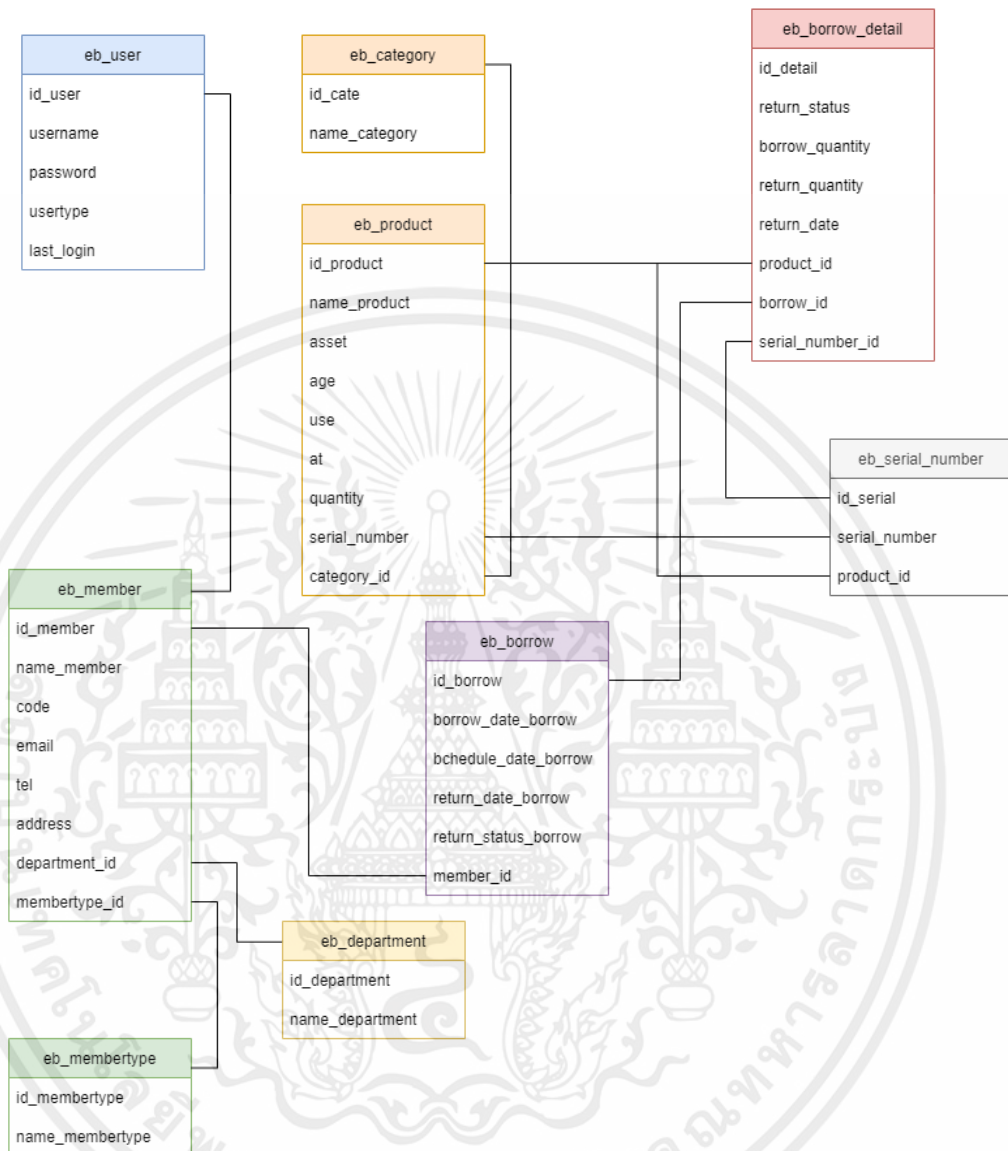 eb_user
id_user
username
password
usertype
last_login
eb_category
id_cate
name_category
eb_borrow_detail
id_detail
return_status
borrow_quantity
return_quantity
return_date
product_id
borrow_id
serial_number_id
eb_product
id_product
name_product
asset
age
use
at
quantity
serial_number
category_id
eb_serial_number
id_serial
serial_number
product_id
eb_member
id_member
name_member
code
email
tel
address
department_id
membertype_id
eb_borrow
id_borrow
borrow_date_borrow
bchedule_date_borrow
return_date_borrow
return_status_borrow
member_id
eb_department
id_department
name_department
eb_membertype
id_membertype
name_membertype